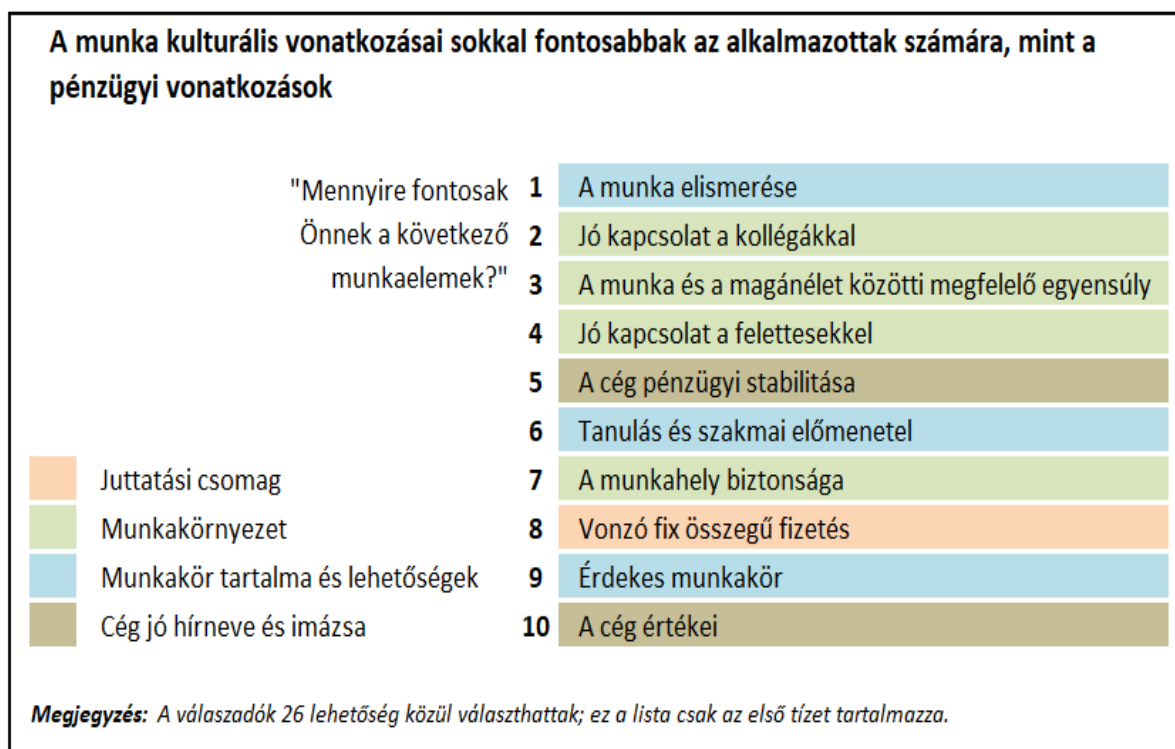 A munka kulturális vonatkozásai sokkal fontosabbak az alkalmazottak számára, mint a
pénzügyi vonatkozások
"Mennyire fontosak
Önnek a következő
munkaelemek?"
1 A munka elismerése
2 Jó kapcsolat a kollégákkal
3 A munka és a magánélet közötti megfelelő egyensúly
4 Jó kapcsolat a felettesekkel
5 A cég pénzügyi stabilitása
6 Tanulás és szakmai előmenetel
7 A munkahely biztonsága
8 Vonzó fix összegű fizetés
9 Érdekes munkakör
10 A cég értékei
Juttatási csomag
Munkakörnyezet
Munkakör tartalma és lehetőségek
Cég jó hírneve és imázsa
Megjegyzés: A válaszadók 26 lehetőség közül választhattak; ez a lista csak az első tízet tartalmazza.